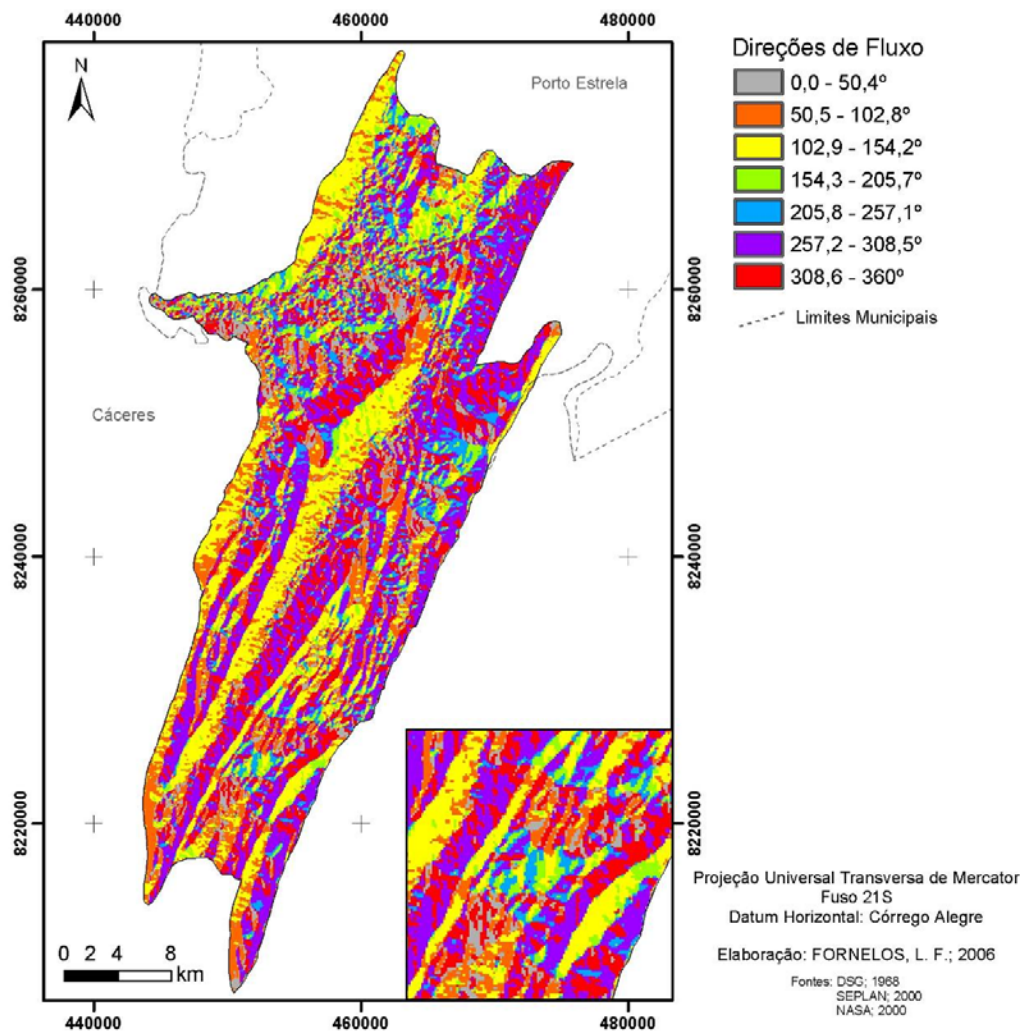 440000 460000 480000
N
Porto Estrela
Cáceres
8260000
8240000
8220000
8260000
8240000
8220000
0 2 4 8
km
440000 460000 480000
Direções de Fluxo
0,0 - 50,4º
50,5 - 102,8º
102,9 - 154,2º
154,3 - 205,7º
205,8 - 257,1º
257,2 - 308,5º
308,6 - 360º
Limites Municipais
Projeção Universal Transversa de Mercator
Fuso 21S
Datum Horizontal: Córrego Alegre
Elaboração: FORNELOS, L. F.; 2006
Fontes: DSG; 1968
SEPLAN; 2000
NASA; 2000